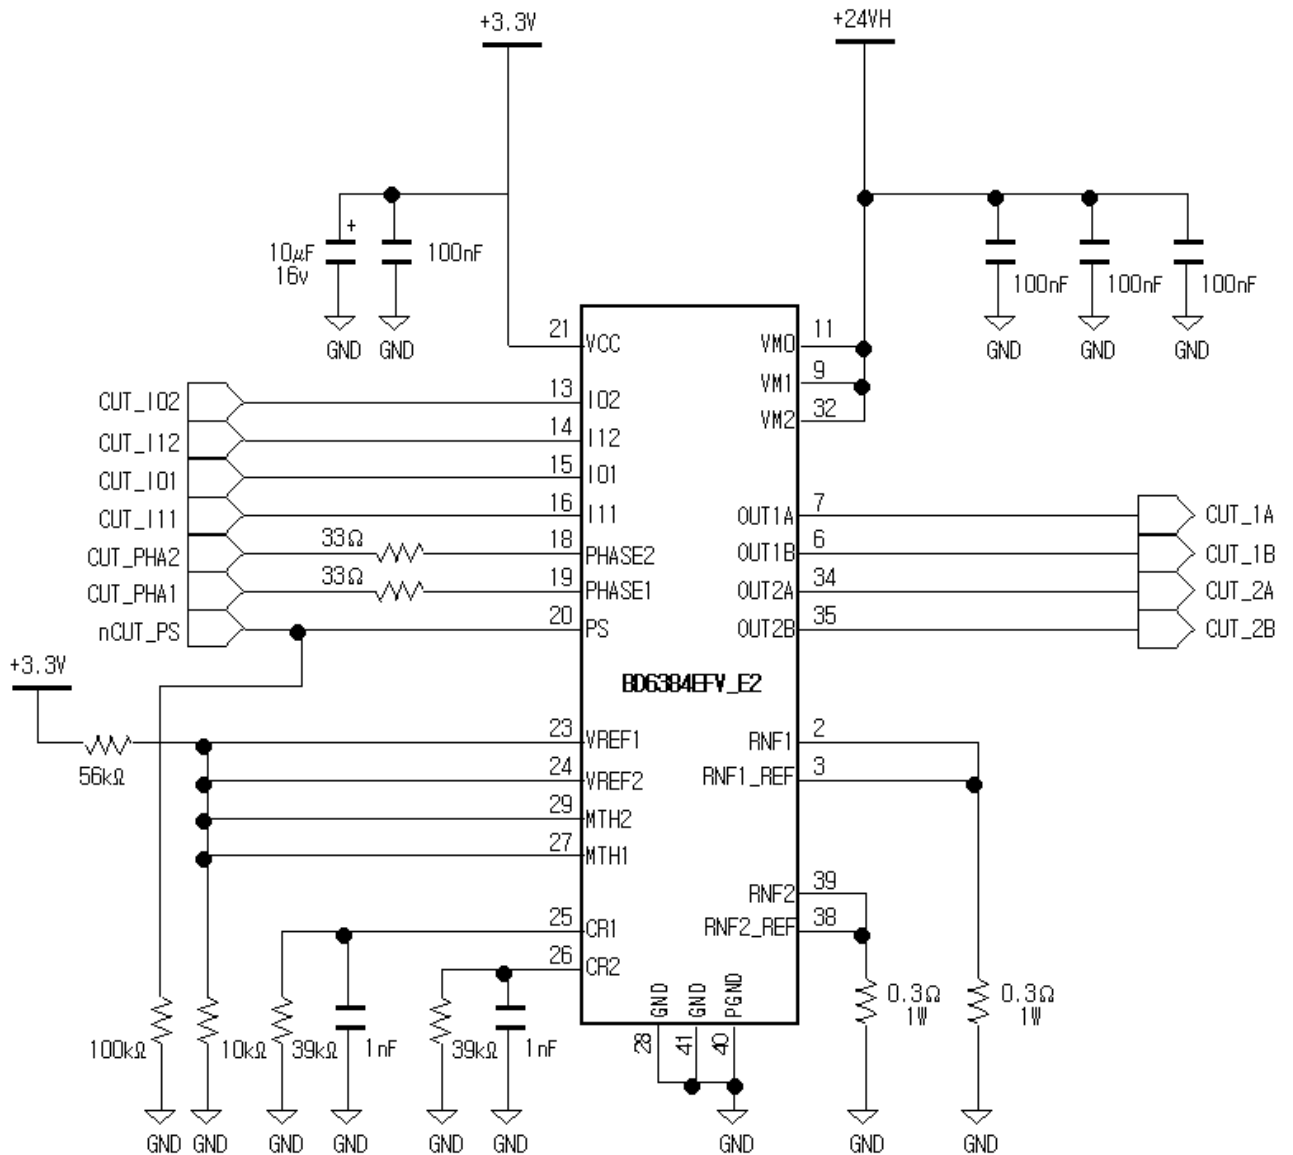 +3.3V
+24VH
10μF
16v
100nF
100nF
100nF
100nF
GND
GND
GND
GND
GND
21
VCC
11
VM0
9
VM1
32
VM2
CUT_I02
13
I02
CUT_I12
14
I12
CUT_I01
15
I01
CUT_I11
16
I11
CUT_PHA2
33Ω
18
PHASE2
CUT_PHA1
33Ω
19
PHASE1
nCUT_PS
20
PS
OUT1A
7
CUT_1A
OUT1B
6
CUT_1B
OUT2A
34
CUT_2A
OUT2B
35
CUT_2B
+3.3V
BD6384EFV_E2
56kΩ
23
VREF1
24
VREF2
29
MTH2
27
MTH1
RNF1
2
RNF1_REF
3
RNF2
39
RNF2_REF
38
25
CR1
26
CR2
GND
GND
PGND
28
41
40
0.3Ω
1W
0.3Ω
1W
100kΩ
10kΩ
39kΩ
1nF
39kΩ
1nF
GND
GND
GND
GND
GND
GND
GND
GND
GND